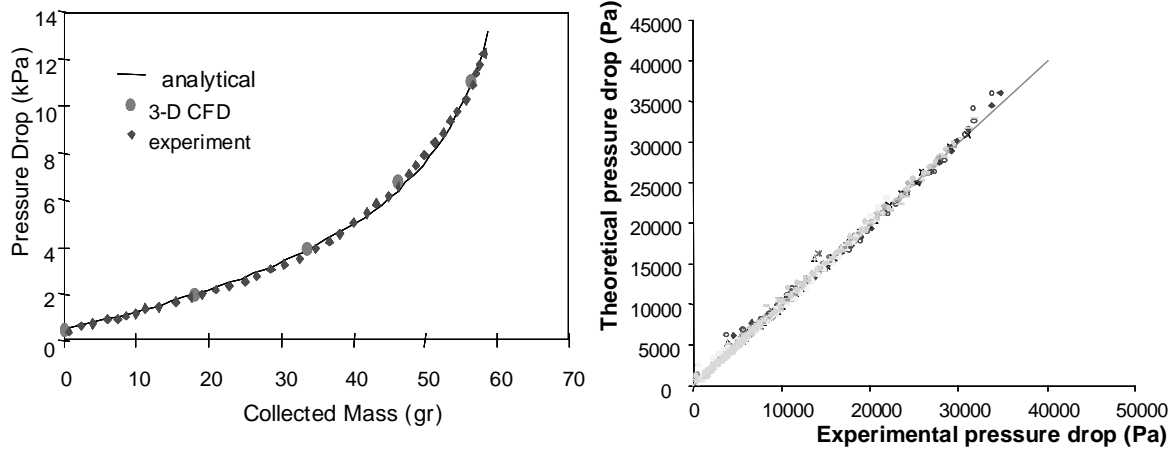 14
12
10
8
6
4
2
0
Pressure Drop (kPa)
analytical
3-D CFD
experiment
0 10 20 30 40 50 60 70
Collected Mass (gr)
45000
40000
35000
30000
25000
20000
15000
10000
5000
0
Theoretical pressure drop (Pa)
0 10000 20000 30000 40000 50000
Experimental pressure drop (Pa)